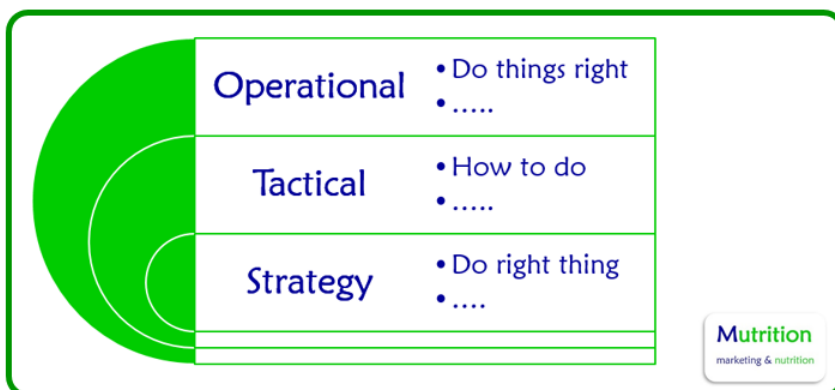 Operational
• Do things right
• .....
Tactical
• How to do
• .....
Strategy
• Do right thing
• ....
Mutrition
marketing & nutrition